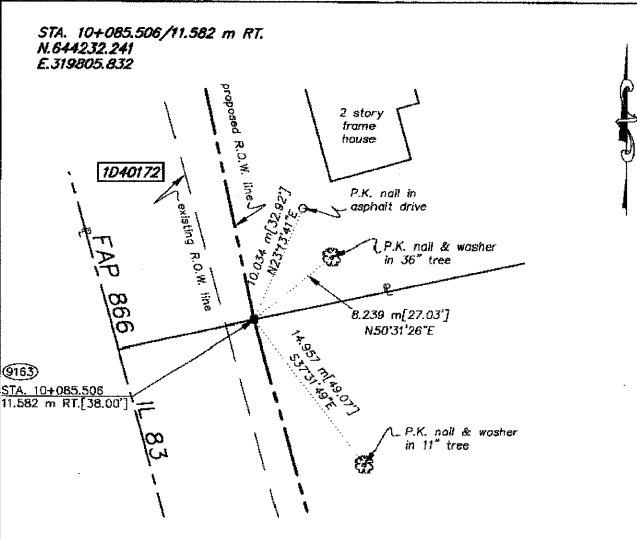 STA. 10+085.506/11.582 m RT.
N.644232.241
E.319805.832
proposed R.O.W. line
2 story
frame
house
1D40172
existing R.O.W. line
P.K. nail in
asphalt drive
10.034 m[32.92']
N23°13'41"E
P.K. nail & washer
in 36" tree
FAP 866
8.239 m[27.03']
N50°31'26"E
14.957 m[49.07']
S37°31'49"E
9163
STA. 10+085.506
11.582 m RT.[38.00']
IL 83
P.K. nail & washer
in 11" tree